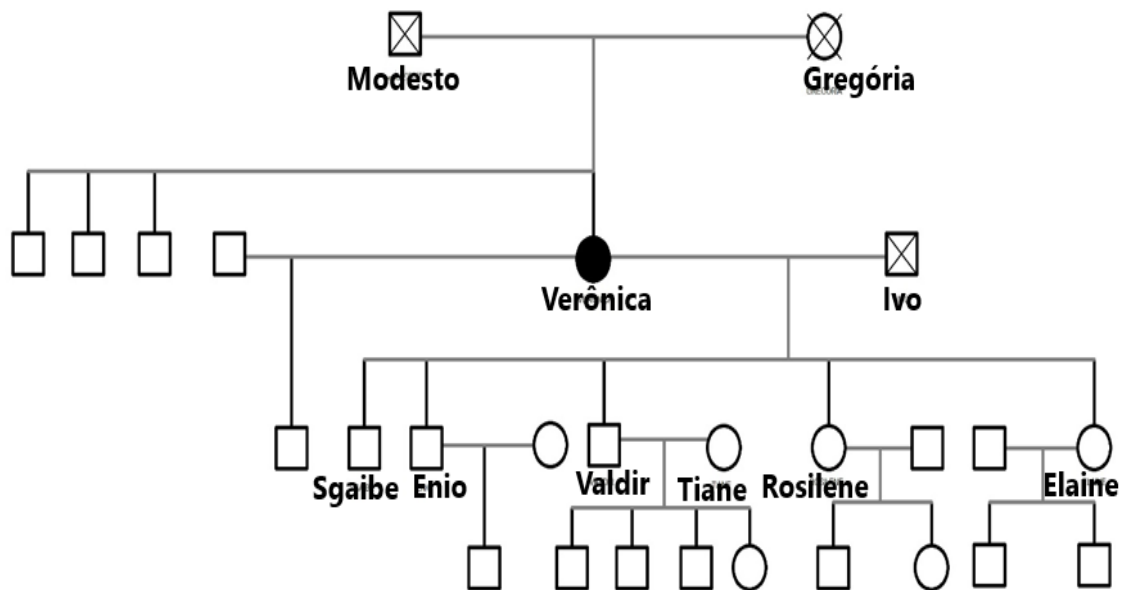 Modesto
Gregória
Verônica
Ivo
Sgaibe
Enio
Valdir
Tiane
Rosilene
Elaine